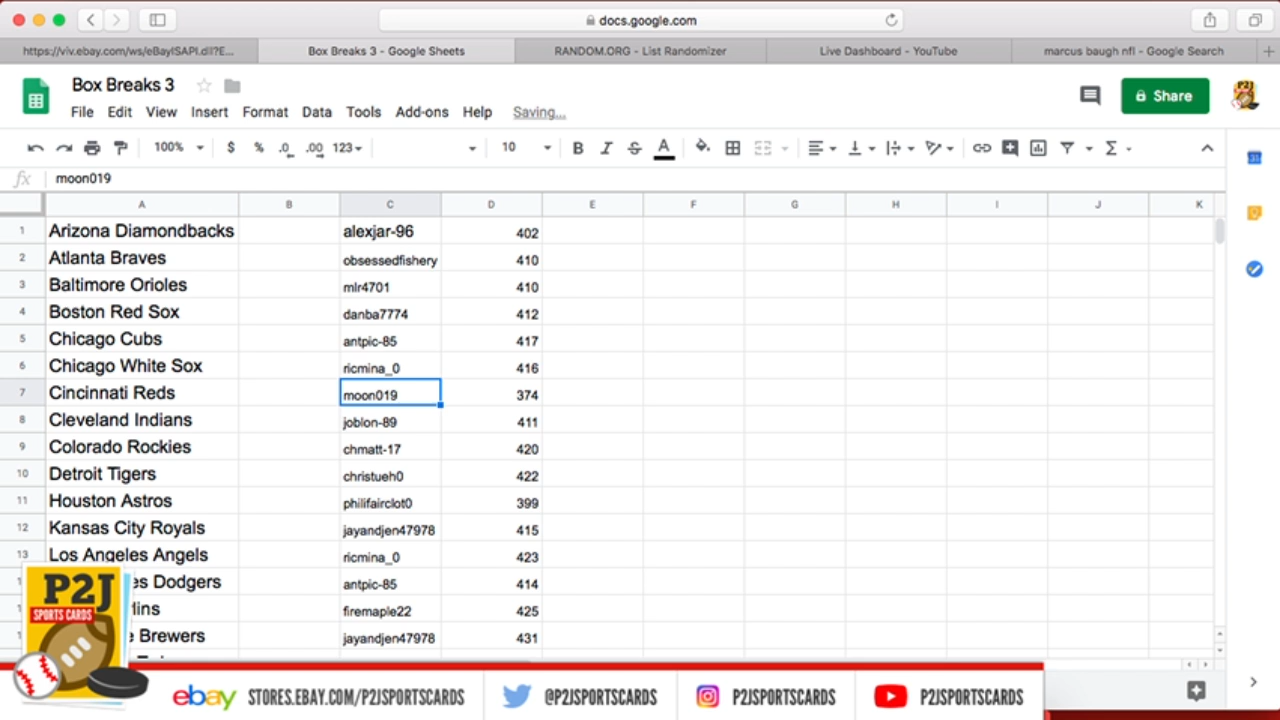 docs.google.com
https://viv.ebay.com/ws/eBayISAPI.dll?E...
Box Breaks 3 - Google Sheets
RANDOM.ORG - List Randomizer
Live Dashboard - YouTube
marcus baugh nfl - Google Search
Box Breaks 3
File Edit View Insert Format Data Tools Add-ons Help Saving...
Share
100% $ % .0 .00 123 10 B I S A
fx moon019
A B C D E F G H I J K
1 Arizona Diamondbacks alexjar-96 402
2 Atlanta Braves obsessedfishery 410
3 Baltimore Orioles mlr4701 410
4 Boston Red Sox danba7774 412
5 Chicago Cubs antpic-85 417
6 Chicago White Sox ricmina_0 416
7 Cincinnati Reds moon019 374
8 Cleveland Indians joblon-89 411
9 Colorado Rockies chmatt-17 420
10 Detroit Tigers christueh0 422
11 Houston Astros philifairclot0 399
12 Kansas City Royals jayandjen47978 415
13 Los Angeles Angels ricmina_0 423
es Dodgers antpic-85 414
lins firemaple22 425
e Brewers jayandjen47978 431
P2J
SPORTS CARDS
ebay STORES.EBAY.COM/P2JSPORTSCARDS @P2JSPORTSCARDS P2JSPORTSCARDS P2JSPORTSCARDS